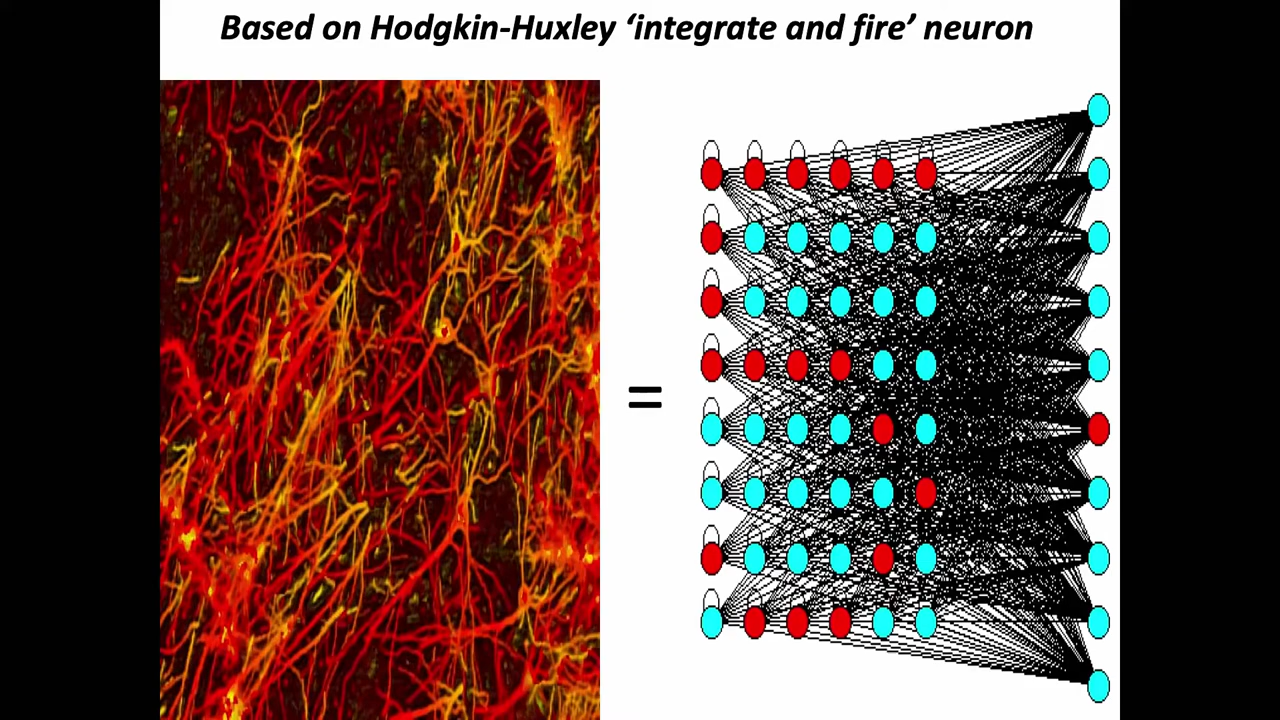 Based on Hodgkin-Huxley ‘integrate and fire’ neuron
=